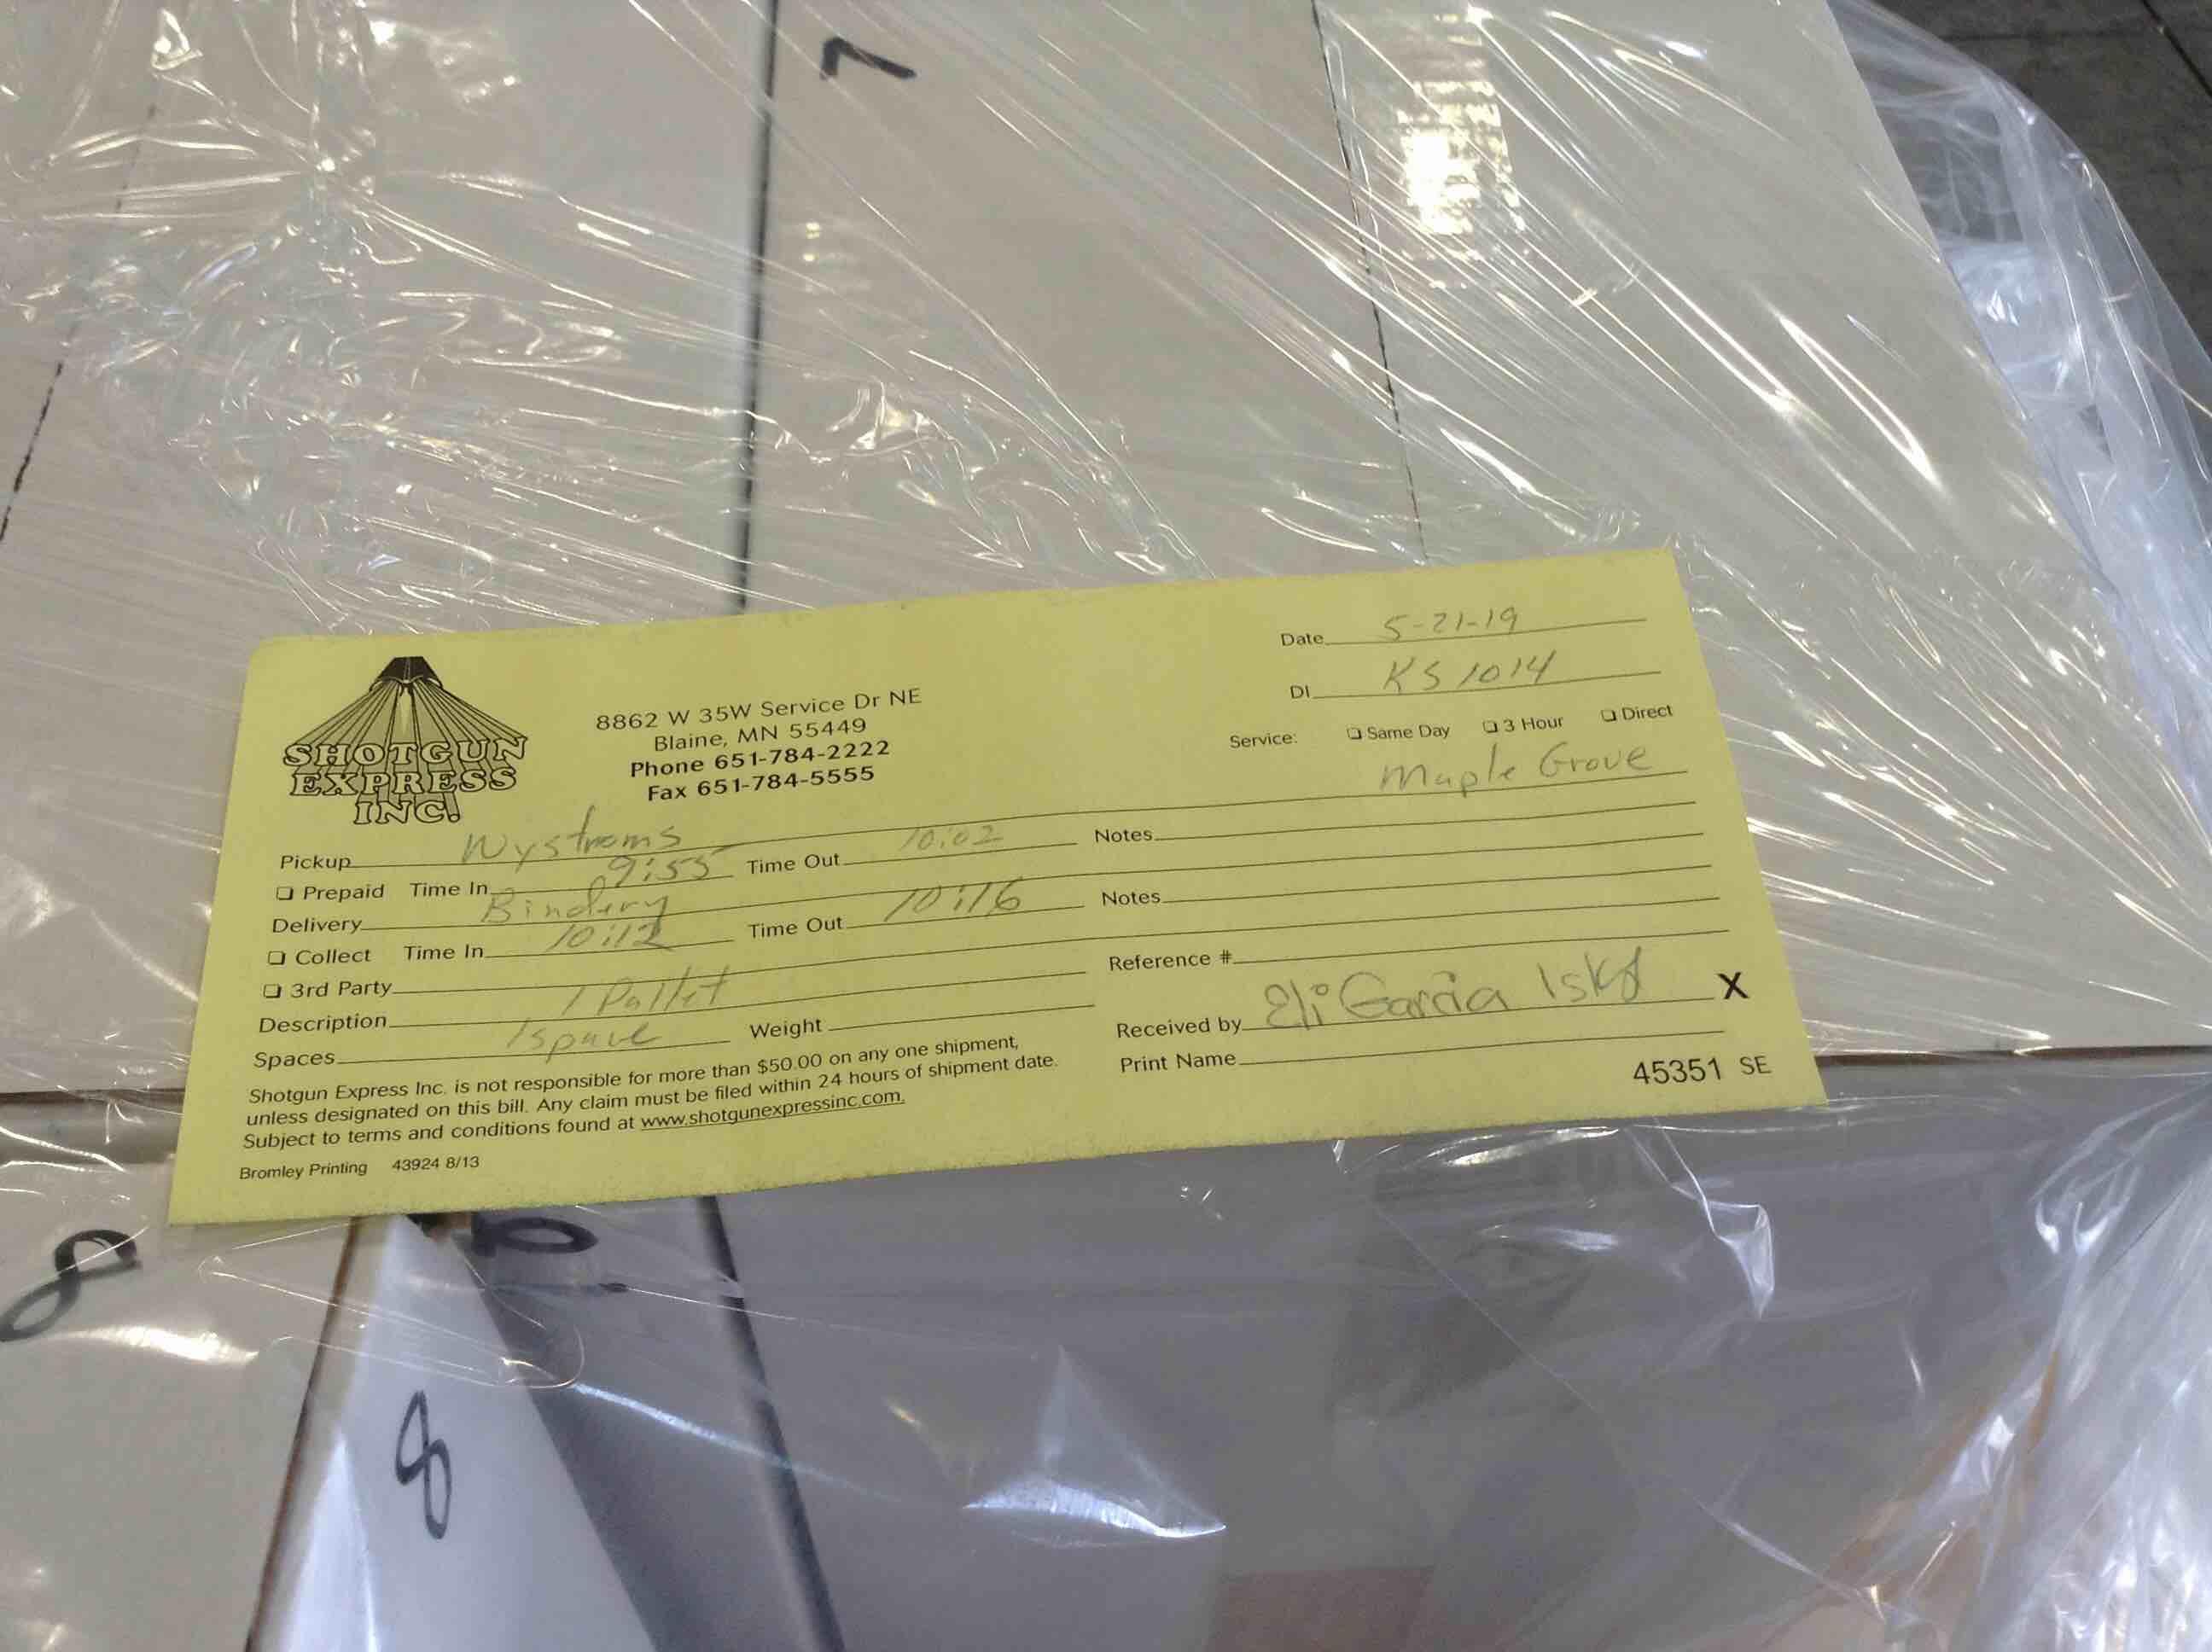 7
SHOTGUN
EXPRESS
INC.
8862 W 35W Service Dr NE
Blaine, MN 55449
Phone 651-784-2222
Fax 651-784-5555
Date 5-21-19
DI KS 1014
Service: ❏ Same Day ❏ 3 Hour ❏ Direct
Maple Grove
Pickup Wystroms
❏ Prepaid Time In 9:55 Time Out 10:02 Notes
Delivery Bindery
❏ Collect Time In 10:12 Time Out 10:16 Notes
❏ 3rd Party
Description 1 Pallet
Reference #
Spaces 1 space Weight
Received by Eli Garcia 1skd X
Print Name
45351 SE
Shotgun Express Inc. is not responsible for more than $50.00 on any one shipment,
unless designated on this bill. Any claim must be filed within 24 hours of shipment date.
Subject to terms and conditions found at www.shotgunexpressinc.com.
Bromley Printing 43924 8/13
8
8